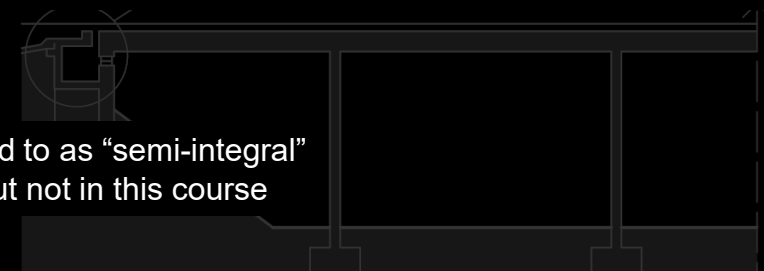 d to as “semi-integral”
ut not in this course